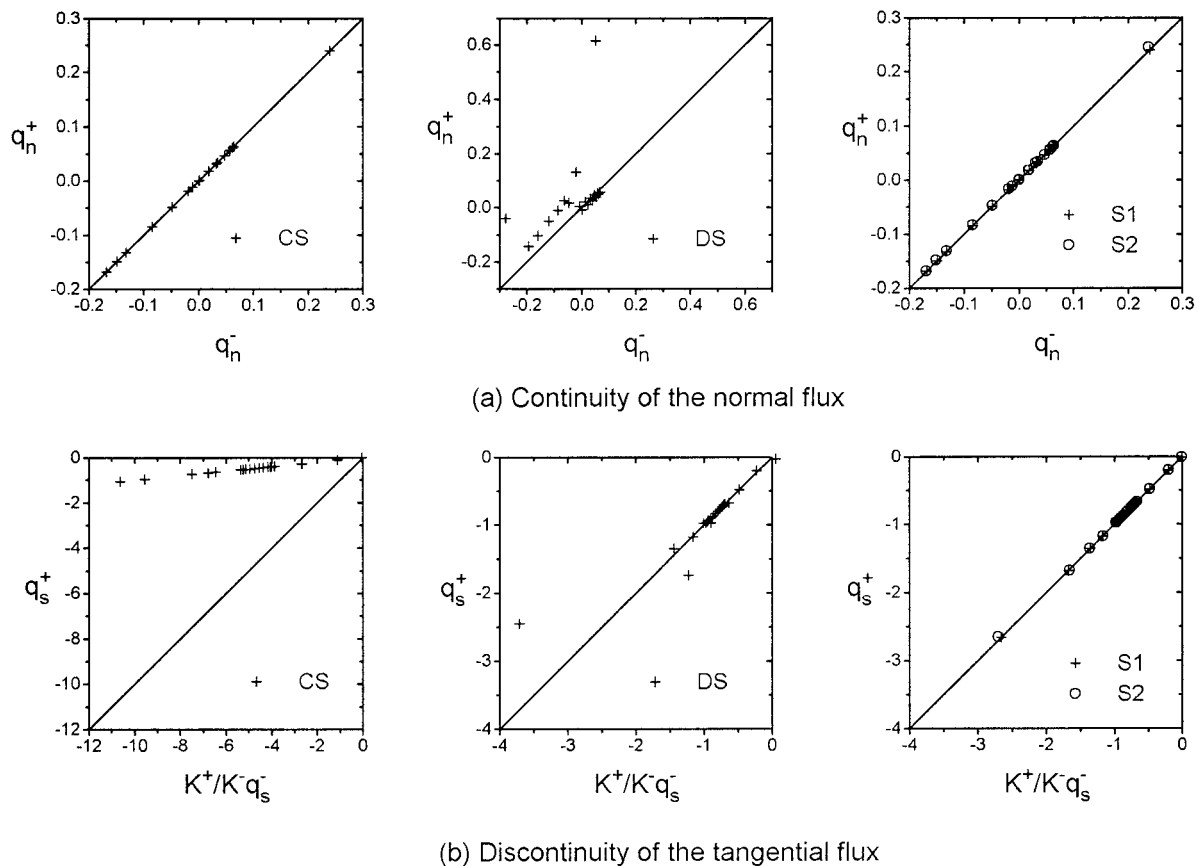 0.3
0.2
0.1
0.0
-0.1
-0.2
-0.2 -0.1 0.0 0.1 0.2 0.3
q_n^+
q_n^-
CS
0.6
0.4
0.2
0.0
-0.2
-0.2 0.0 0.2 0.4 0.6
q_n^+
q_n^-
DS
0.3
0.2
0.1
0.0
-0.1
-0.2
-0.2 -0.1 0.0 0.1 0.2 0.3
q_n^+
q_n^-
S1
S2
(a) Continuity of the normal flux
0
-2
-4
-6
-8
-10
-12
-12 -10 -8 -6 -4 -2 0
q_s^+
K^+/K^-q_s^-
CS
0
-1
-2
-3
-4
-4 -3 -2 -1 0
q_s^+
K^+/K^-q_s^-
DS
0
-1
-2
-3
-4
-4 -3 -2 -1 0
q_s^+
K^+/K^-q_s^-
S1
S2
(b) Discontinuity of the tangential flux